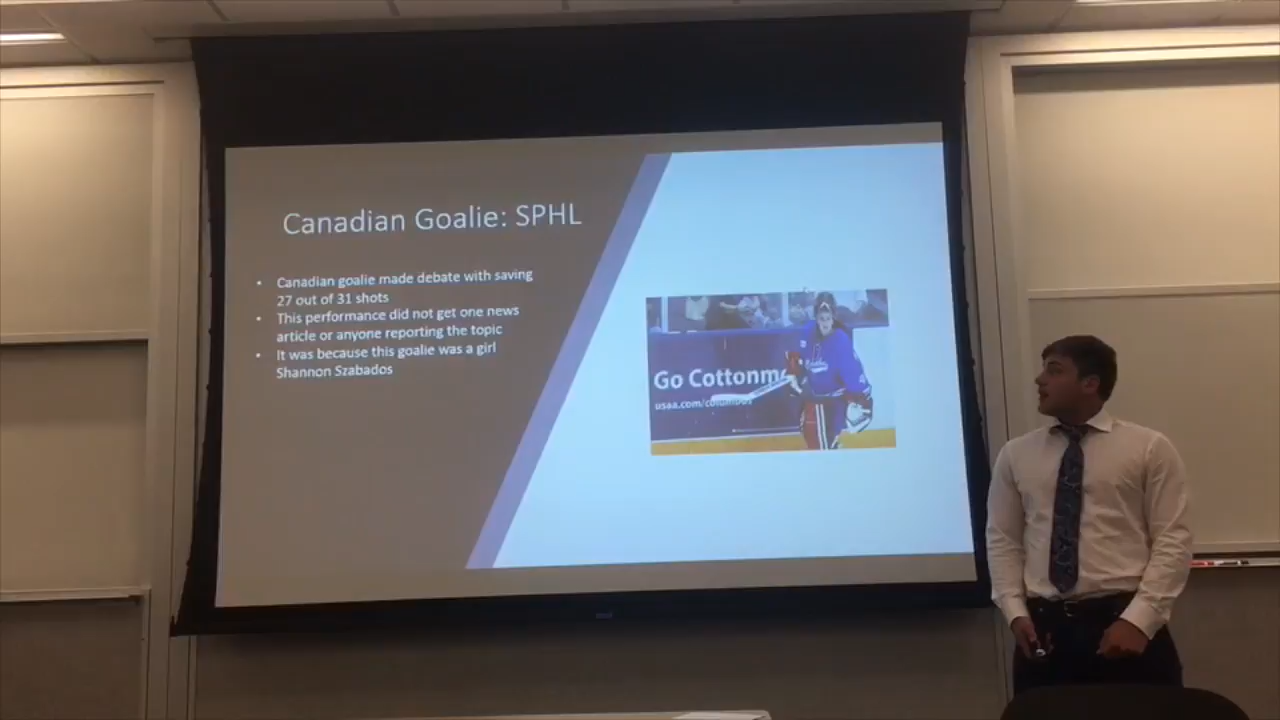 Canadian Goalie: SPHL
• Canadian goalie made debate with saving
27 out of 31 shots
• This performance did not get one news
article or anyone reporting the topic
• It was because this goalie was a girl
Shannon Szabados
Go Cottonm
usaa.com/columbus